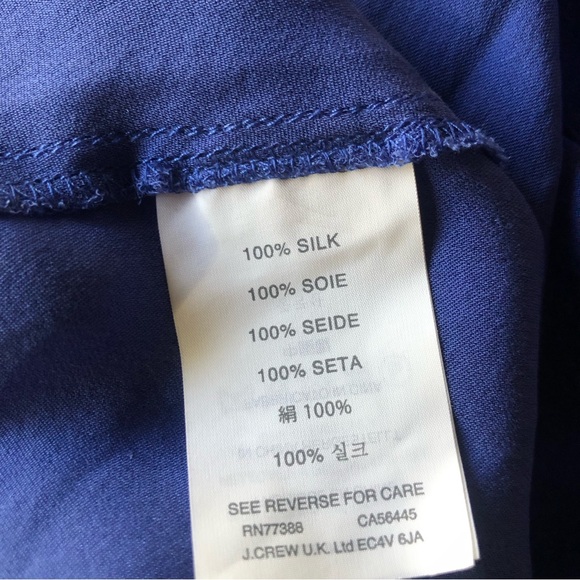 100% SILK
100% SOIE
100% SEIDE
100% SETA
絹 100%
100% 실크
SEE REVERSE FOR CARE
RN77388 CA56445
J.CREW U.K. Ltd EC4V 6JA